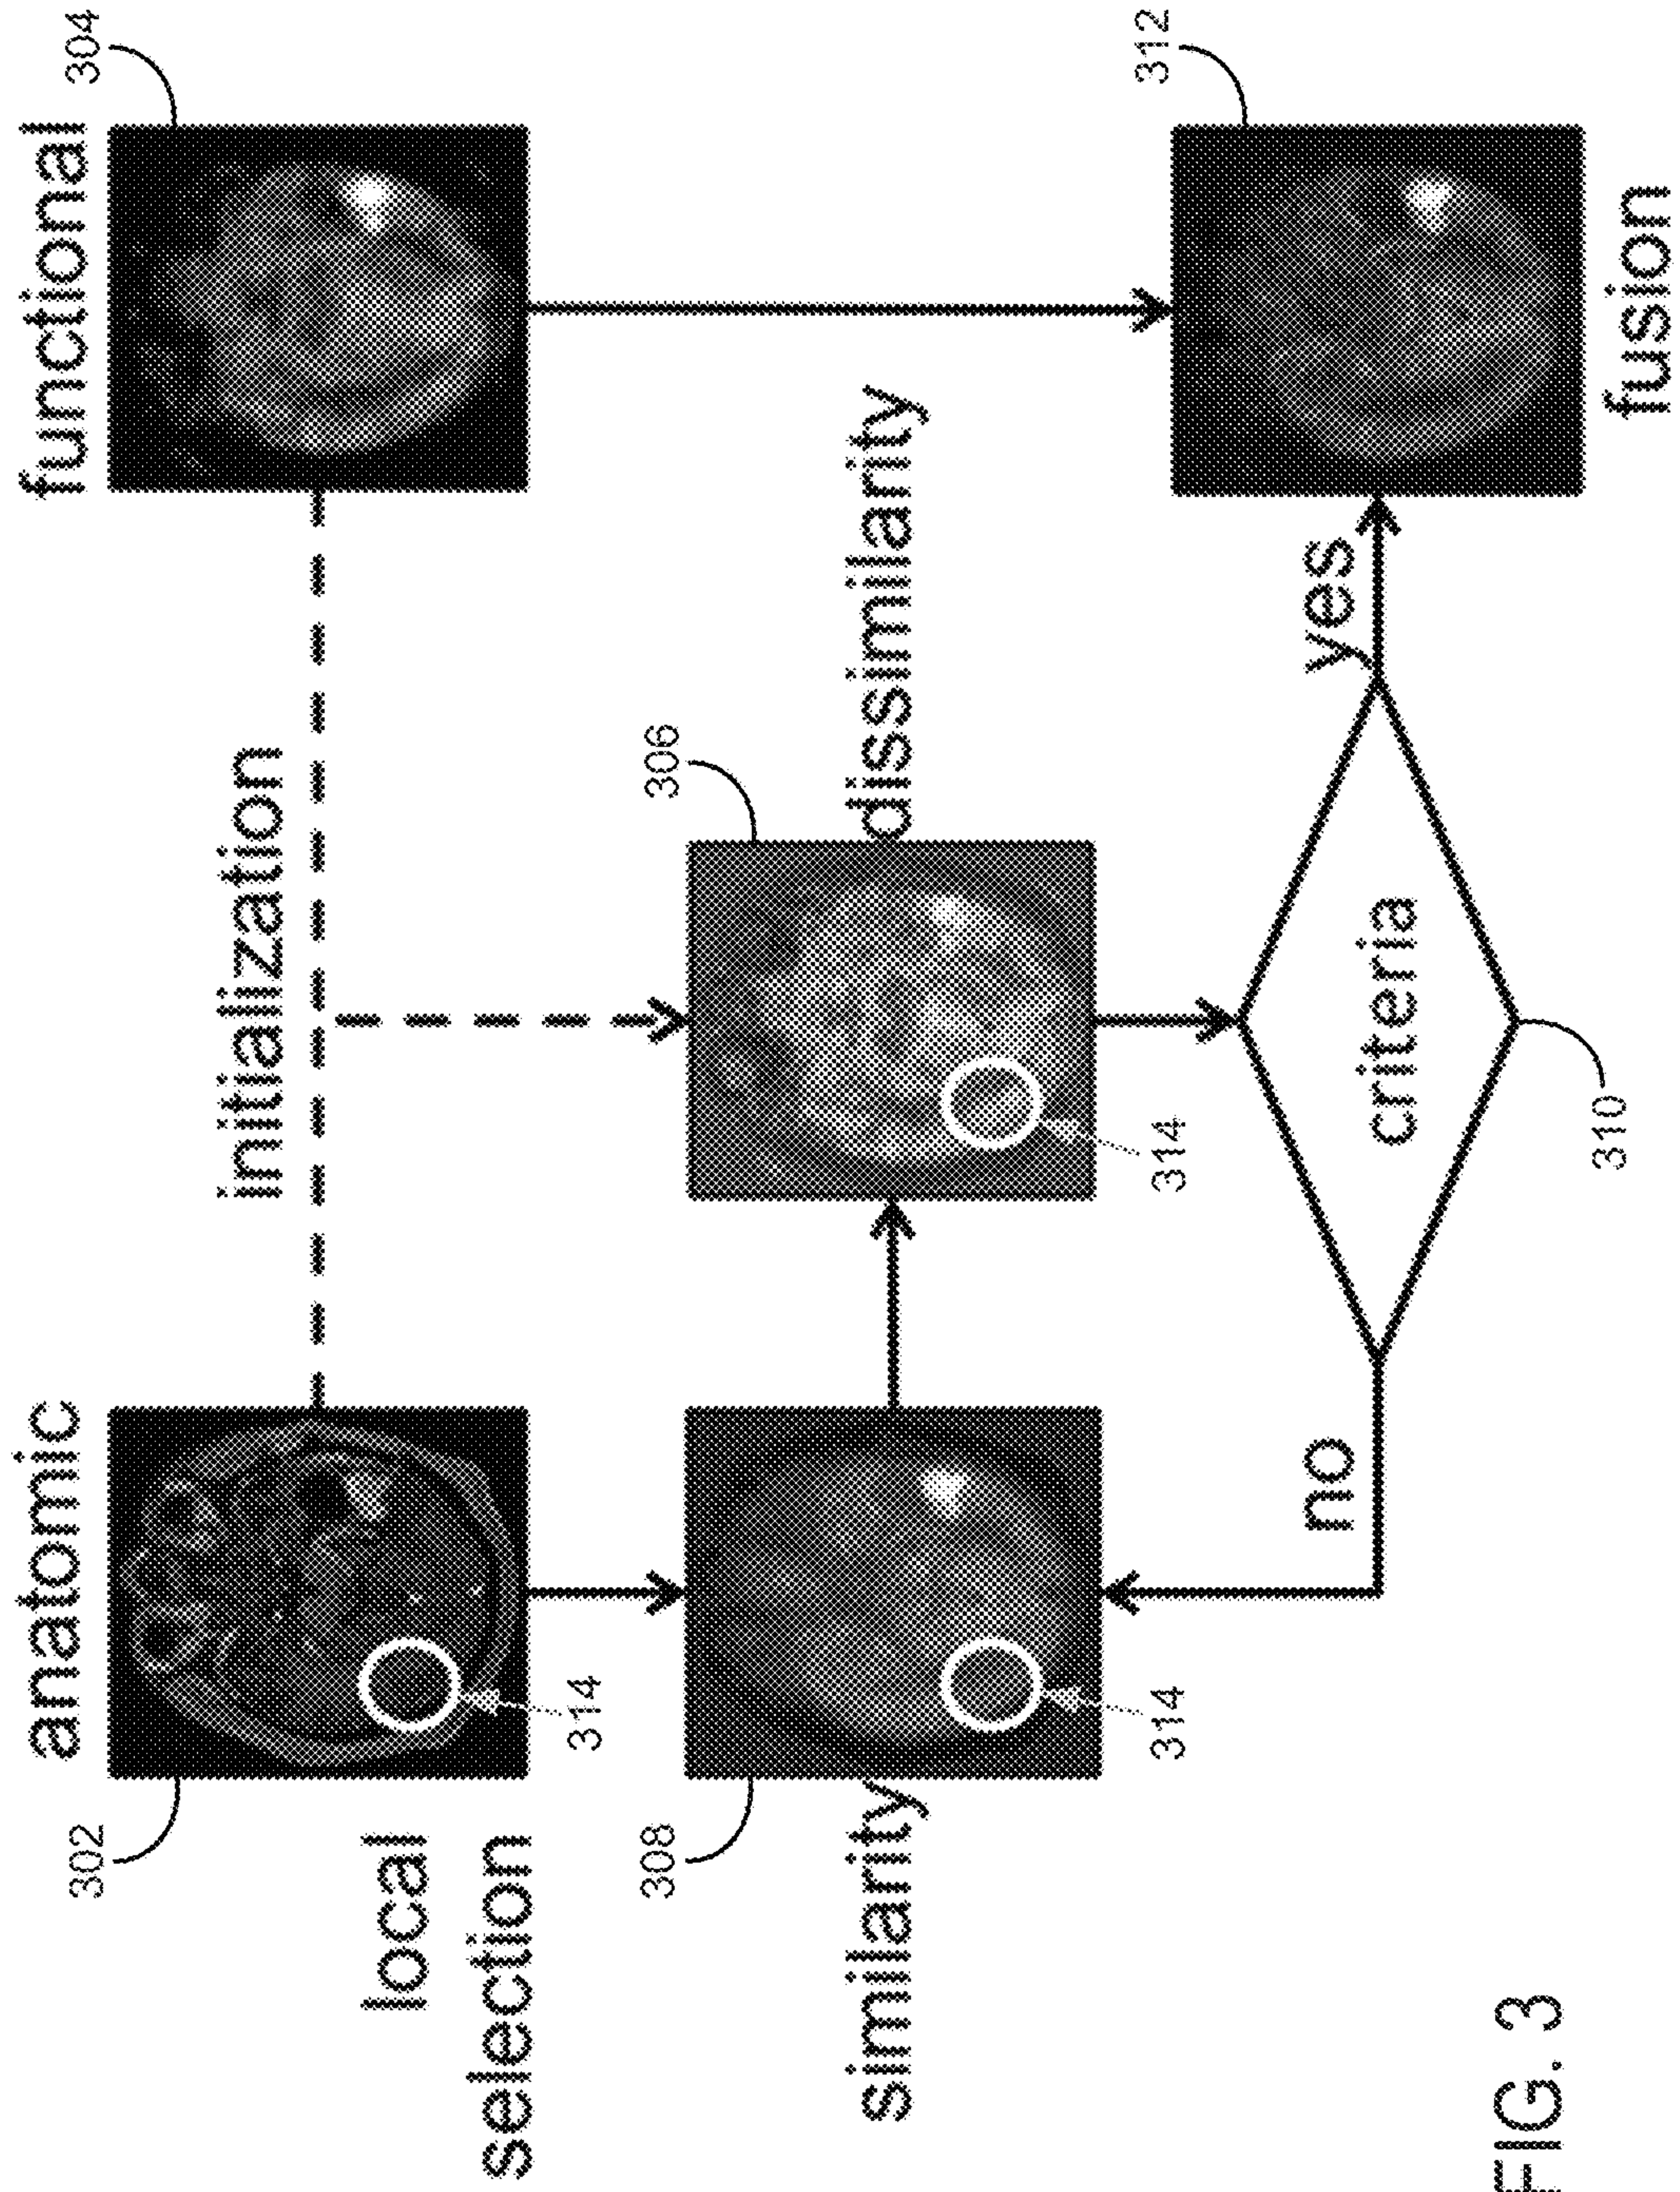 anatomic
functional
302
304
initialization
local
selection
314
306
308
similarity
dissimilarity
314
314
no
yes
criteria
312
310
fusion
FIG. 3